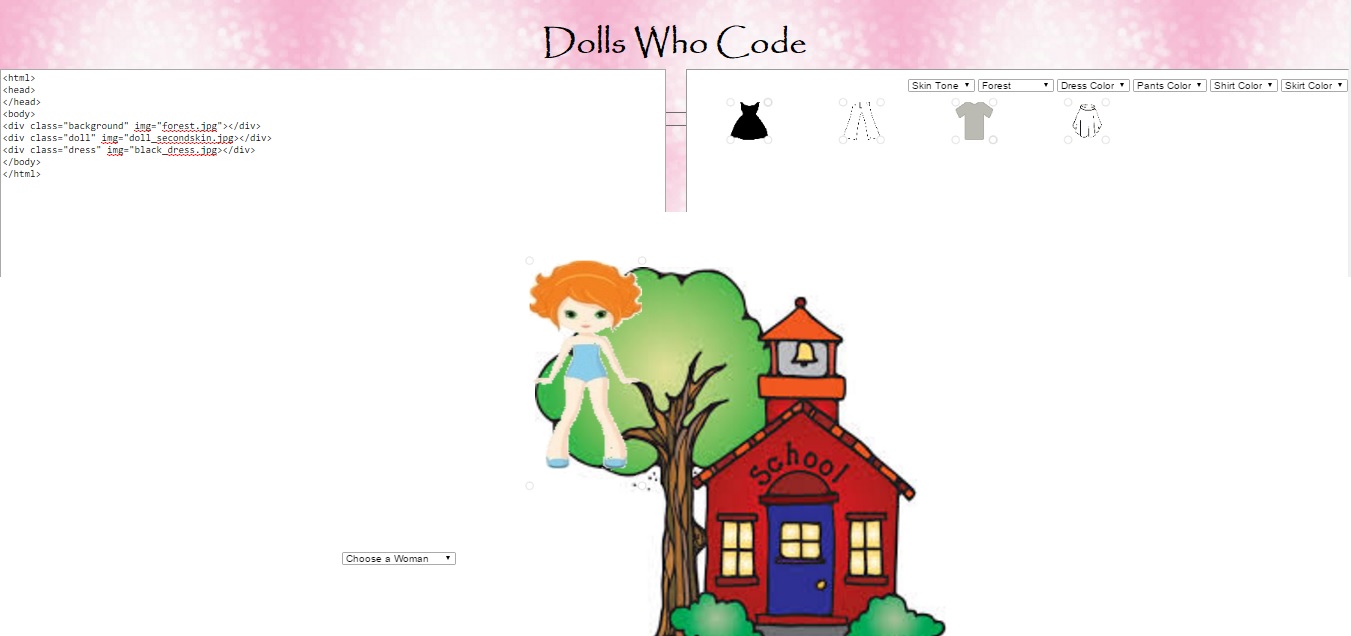 Dolls Who Code
<html>
<head>
</head>
<body>
<div class="background" img="forest.jpg"></div>
<div class="doll" img="doll_secondskin.jpg></div>
<div class="dress" img="black_dress.jpg></div>
</body>
</html>
Skin Tone Forest Dress Color Pants Color Shirt Color Skirt Color
School
Choose a Woman